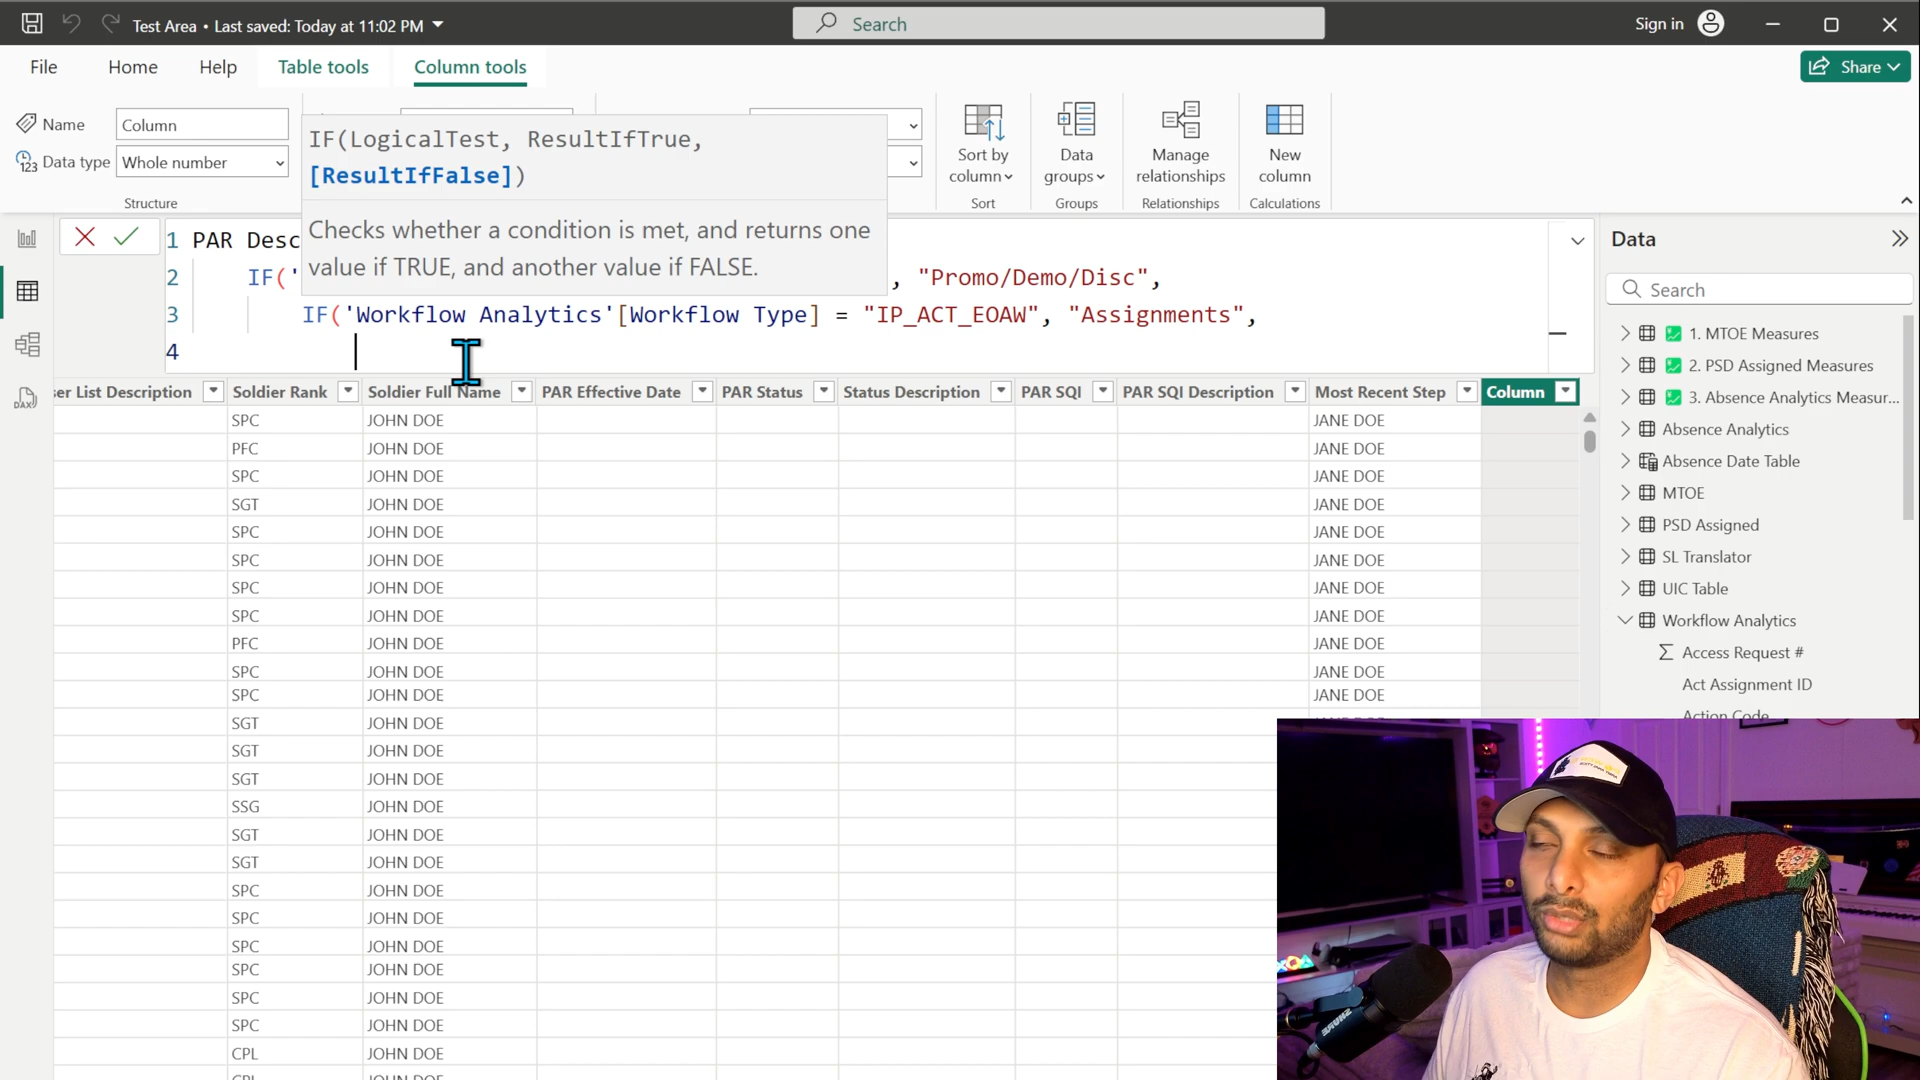 Test Area • Last saved: Today at 11:02 PM
Search
Sign in
File
Home
Help
Table tools
Column tools
Share
Name
Column
Data type
Whole number
Structure
IF(LogicalTest, ResultIfTrue,
[ResultIfFalse])
Checks whether a condition is met, and returns one
value if TRUE, and another value if FALSE.
Sort by
column
Sort
Data
groups
Groups
Manage
relationships
Relationships
New
column
Calculations
1 PAR Desc
2 IF(' , "Promo/Demo/Disc",
3 IF('Workflow Analytics'[Workflow Type] = "IP_ACT_EOAW", "Assignments",
4
ser List Description Soldier Rank Soldier Full Name PAR Effective Date PAR Status Status Description PAR SQI PAR SQI Description Most Recent Step Column
SPC JOHN DOE JANE DOE
PFC JOHN DOE JANE DOE
SPC JOHN DOE JANE DOE
SGT JOHN DOE JANE DOE
SPC JOHN DOE JANE DOE
SPC JOHN DOE JANE DOE
SPC JOHN DOE JANE DOE
SPC JOHN DOE JANE DOE
PFC JOHN DOE JANE DOE
SPC JOHN DOE JANE DOE
SPC JOHN DOE JANE DOE
SGT JOHN DOE
SGT JOHN DOE
SGT JOHN DOE
SSG JOHN DOE
SGT JOHN DOE
SGT JOHN DOE
SPC JOHN DOE
SPC JOHN DOE
SPC JOHN DOE
SPC JOHN DOE
SPC JOHN DOE
SPC JOHN DOE
CPL JOHN DOE
CPL JOHN DOE
Data
Search
1. MTOE Measures
2. PSD Assigned Measures
3. Absence Analytics Measur...
Absence Analytics
Absence Date Table
MTOE
PSD Assigned
SL Translator
UIC Table
Workflow Analytics
Access Request #
Act Assignment ID
Action Code
DAX
SHURE